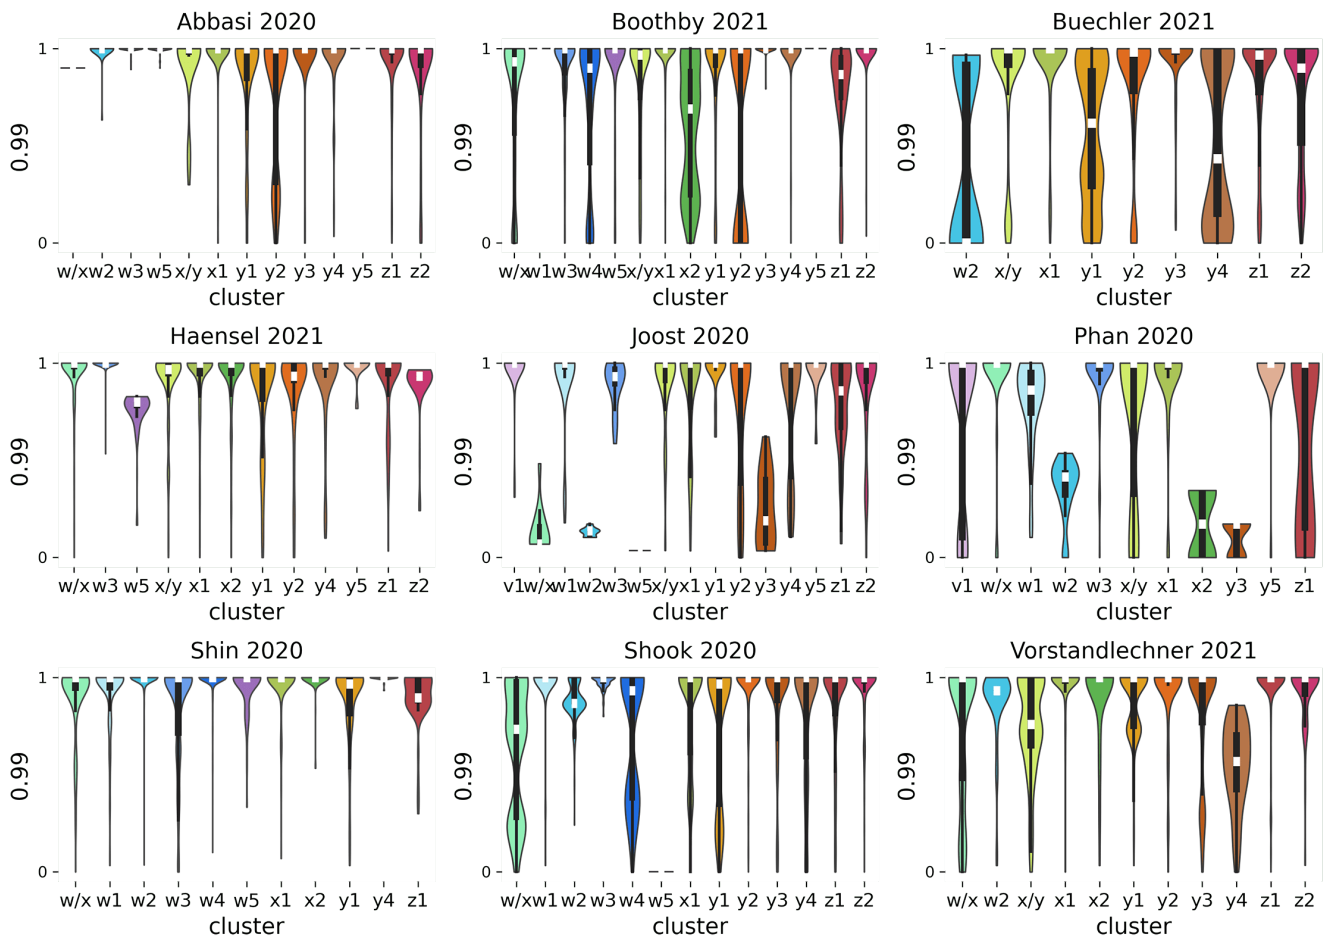 Abbasi 2020
Boothby 2021
Buechler 2021
1
0.99
0
w/x w2 w3 w5 x/y x1 y1 y2 y3 y4 y5 z1 z2
cluster
1
0.99
0
w/x w1 w3 w4 w5 x/y x1 x2 y1 y2 y3 y4 y5 z1 z2
cluster
1
0.99
0
w2 x/y x1 y1 y2 y3 y4 z1 z2
cluster
Haensel 2021
Joost 2020
Phan 2020
1
0.99
0
w/x w3 w5 x/y x1 x2 y1 y2 y4 y5 z1 z2
cluster
1
0.99
0
v1 w/x w1 w2 w3 w5 x/y x1 y1 y2 y3 y4 y5 z1 z2
cluster
1
0.99
0
v1 w/x w1 w2 w3 x/y x1 x2 y3 y5 z1
cluster
Shin 2020
Shook 2020
Vorstandlechner 2021
1
0.99
0
w/x w1 w2 w3 w4 w5 x1 x2 y1 y4 z1
cluster
1
0.99
0
w/x w1 w2 w3 w4 w5 x1 y1 y2 y3 y4 z1 z2
cluster
1
0.99
0
w/x w2 x/y x1 x2 y1 y2 y3 y4 z1 z2
cluster